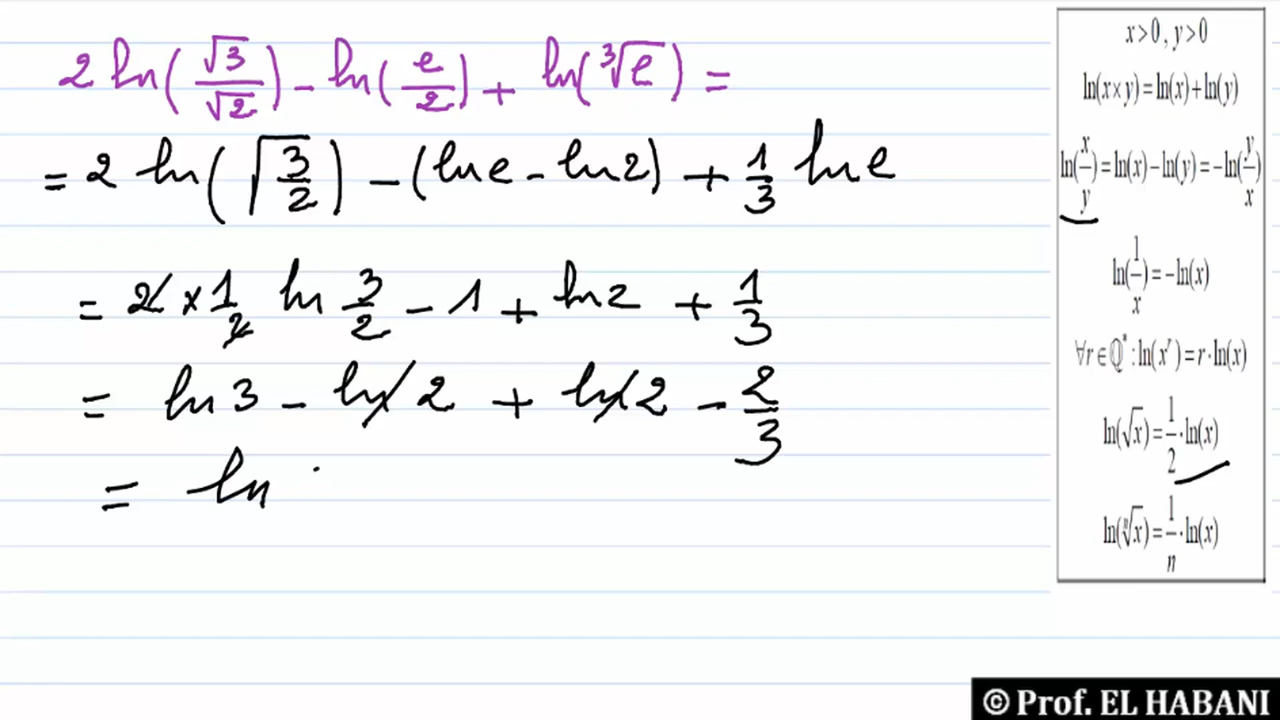 2 ln(√3/√2) - ln(e/2) + ln(∛e) =
= 2 ln(√(3/2)) - (ln e - ln 2) + 1/3 ln e
= 2 × 1/2 ln 3/2 - 1 + ln 2 + 1/3
= ln 3 - ln 2 + ln 2 - 2/3
= ln
x>0 , y>0
ln(x×y)=ln(x)+ln(y)
ln(x/y)=ln(x)-ln(y)=-ln(y/x)
ln(1/x)=-ln(x)
∀r∈ℚ* : ln(xʳ)=r·ln(x)
ln(√x)=1/2·ln(x)
ln(ⁿ√x)=1/n·ln(x)
© Prof. EL HABANI